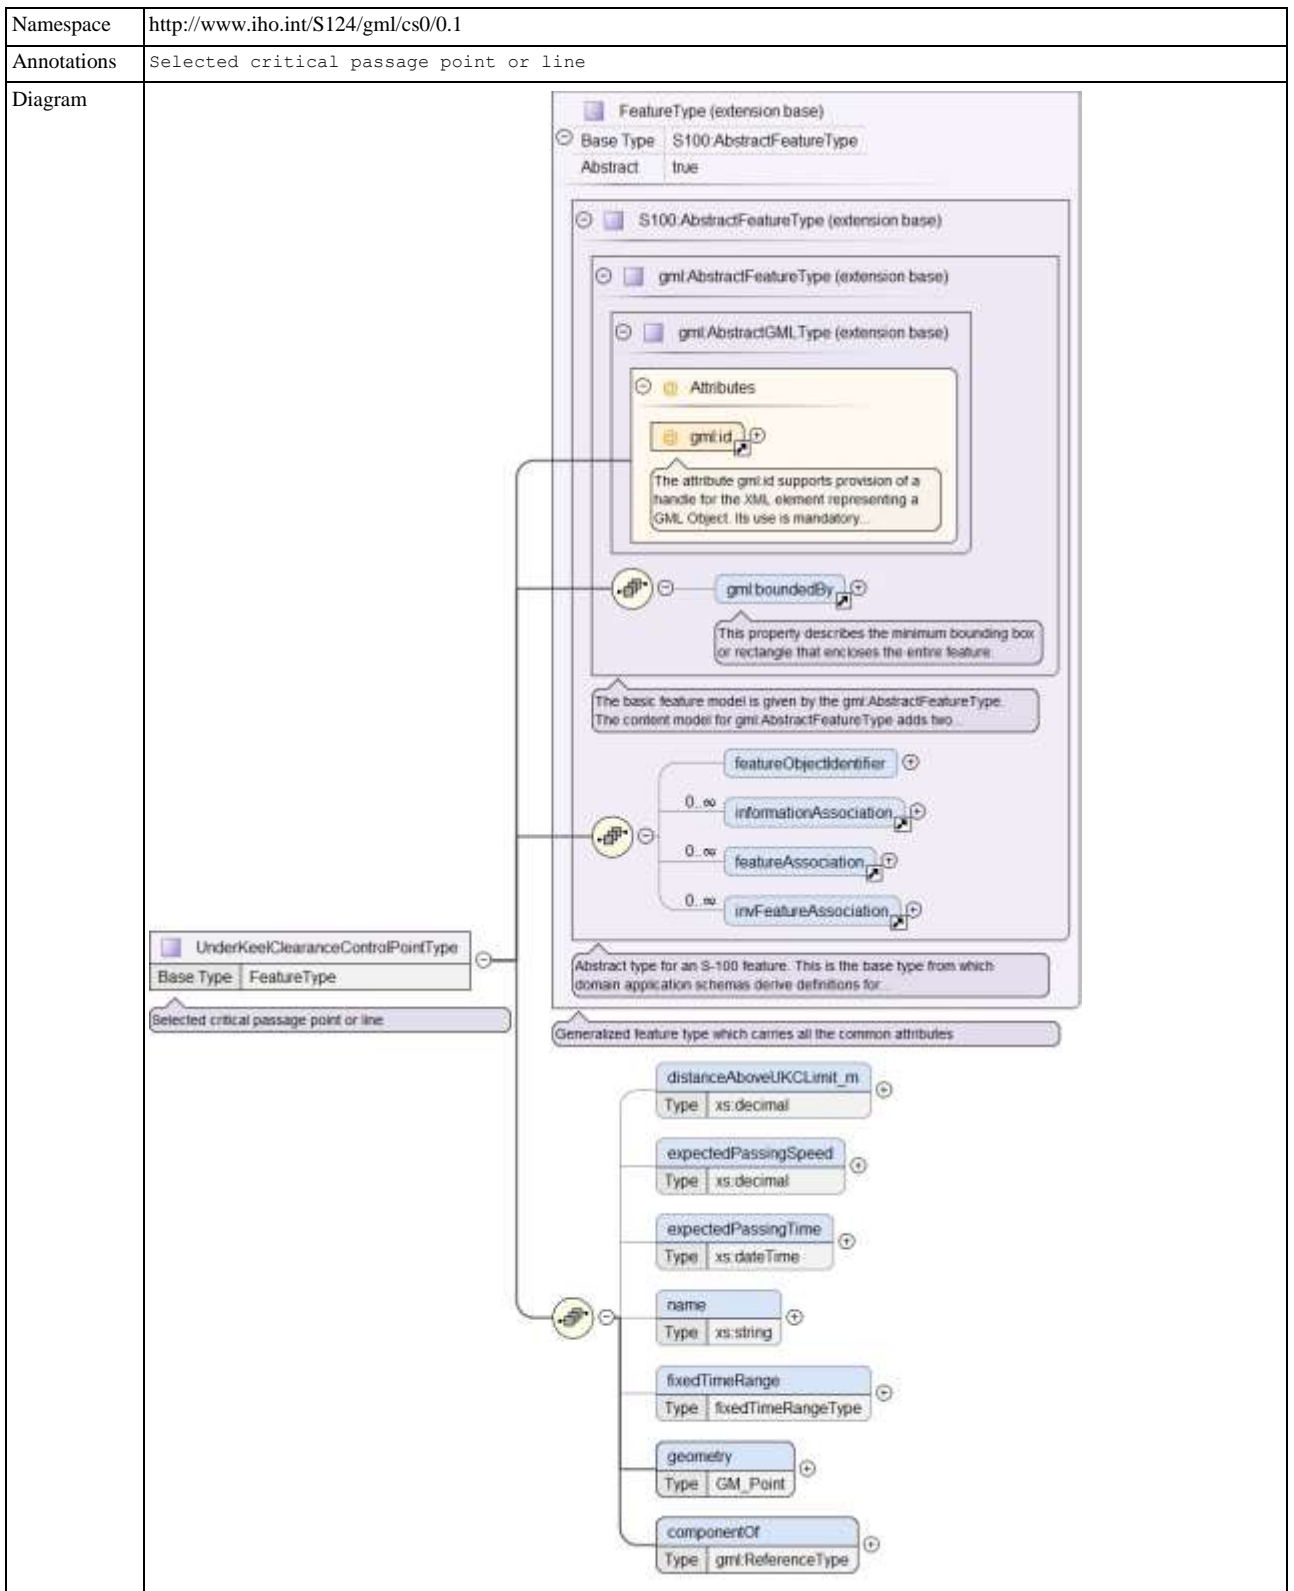 Namespace http://www.iho.int/S124/gml/cs0/0.1
Annotations Selected critical passage point or line
Diagram
FeatureType (extension base)
Base Type S100:AbstractFeatureType
Abstract true
S100:AbstractFeatureType (extension base)
gml:AbstractFeatureType (extension base)
gml:AbstractGMLType (extension base)
@ Attributes
@ gml:id
The attribute gml:id supports provision of a
handle for the XML element representing a
GML Object. Its use is mandatory...
gml:boundedBy
This property describes the minimum bounding box
or rectangle that encloses the entire feature.
The basic feature model is given by the gml:AbstractFeatureType.
The content model for gml:AbstractFeatureType adds two...
featureObjectIdentifier
0..∞ informationAssociation
0..∞ featureAssociation
0..∞ invFeatureAssociation
UnderKeelClearanceControlPointType
Base Type FeatureType
Selected critical passage point or line
Abstract type for an S-100 feature. This is the base type from which
domain application schemas derive definitions for...
Generalized feature type which carries all the common attributes
distanceAboveUKCLimit_m
Type xs:decimal
expectedPassingSpeed
Type xs:decimal
expectedPassingTime
Type xs:dateTime
name
Type xs:string
fixedTimeRange
Type fixedTimeRangeType
geometry
Type GM_Point
componentOf
Type gml:ReferenceType